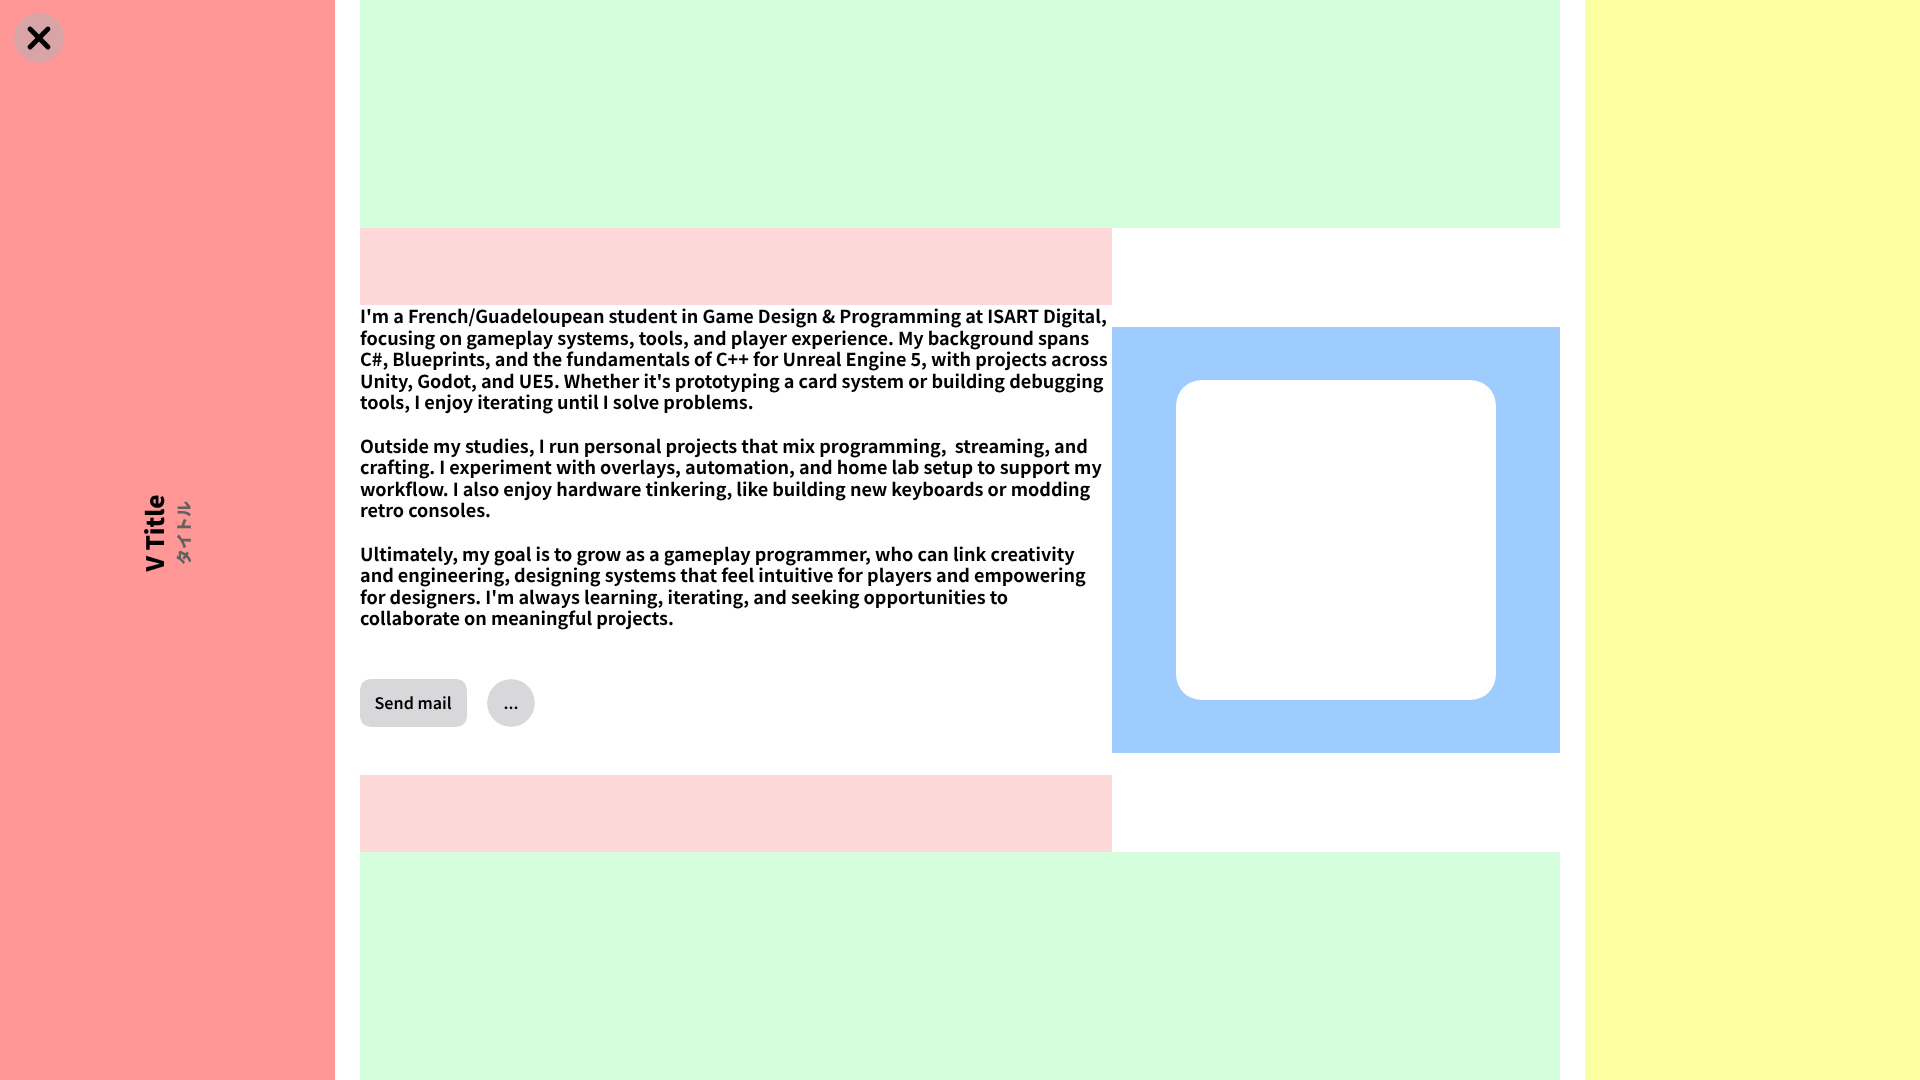 V Title
タイトル
I'm a French/Guadeloupean student in Game Design & Programming at ISART Digital,
focusing on gameplay systems, tools, and player experience. My background spans
C#, Blueprints, and the fundamentals of C++ for Unreal Engine 5, with projects across
Unity, Godot, and UE5. Whether it's prototyping a card system or building debugging
tools, I enjoy iterating until I solve problems.
Outside my studies, I run personal projects that mix programming,  streaming, and
crafting. I experiment with overlays, automation, and home lab setup to support my
workflow. I also enjoy hardware tinkering, like building new keyboards or modding
retro consoles.
Ultimately, my goal is to grow as a gameplay programmer, who can link creativity
and engineering, designing systems that feel intuitive for players and empowering
for designers. I'm always learning, iterating, and seeking opportunities to
collaborate on meaningful projects.
Send mail
...